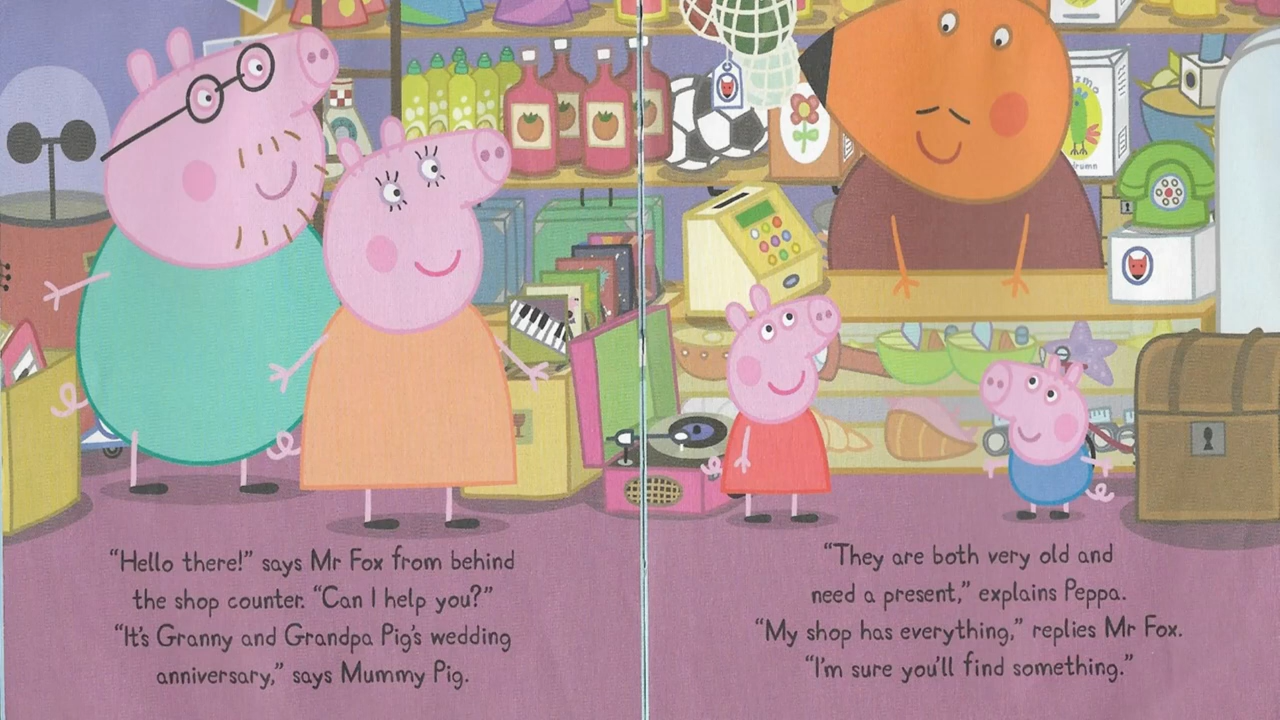 “Hello there!” says Mr Fox from behind
the shop counter. “Can I help you?”
“It’s Granny and Grandpa Pig’s wedding
anniversary,” says Mummy Pig.
“They are both very old and
need a present,” explains Peppa.
“My shop has everything,” replies Mr Fox.
“I’m sure you’ll find something.”